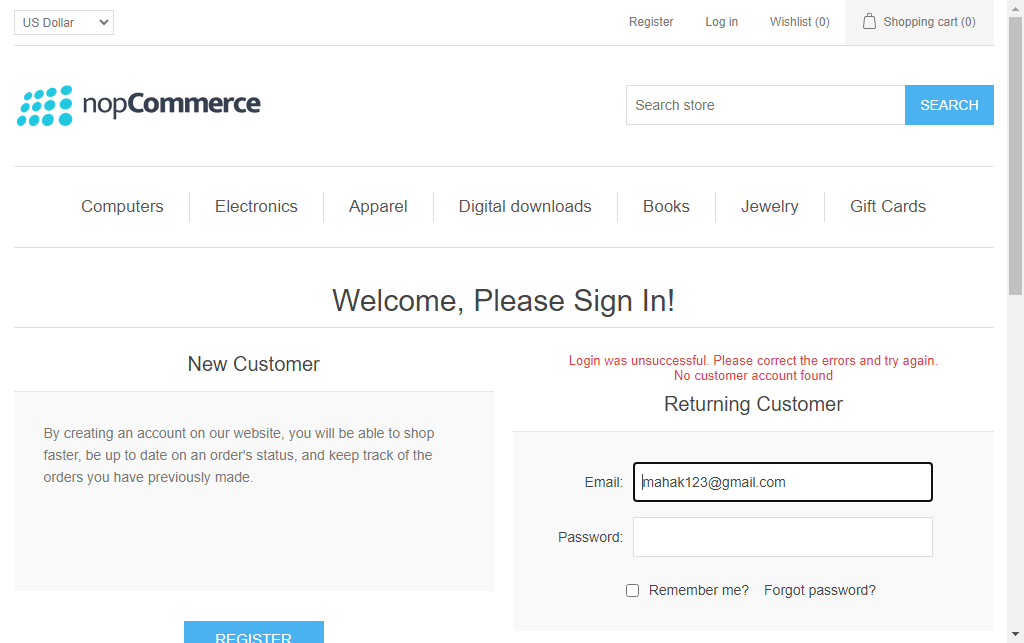 US Dollar
Register
Log in
Wishlist (0)
Shopping cart (0)
nopCommerce
Search store
SEARCH
Computers
Electronics
Apparel
Digital downloads
Books
Jewelry
Gift Cards
Welcome, Please Sign In!
New Customer
By creating an account on our website, you will be able to shop
faster, be up to date on an order's status, and keep track of the
orders you have previously made.
REGISTER
Login was unsuccessful. Please correct the errors and try again.
No customer account found
Returning Customer
Email:
mahak123@gmail.com
Password:
Remember me?
Forgot password?